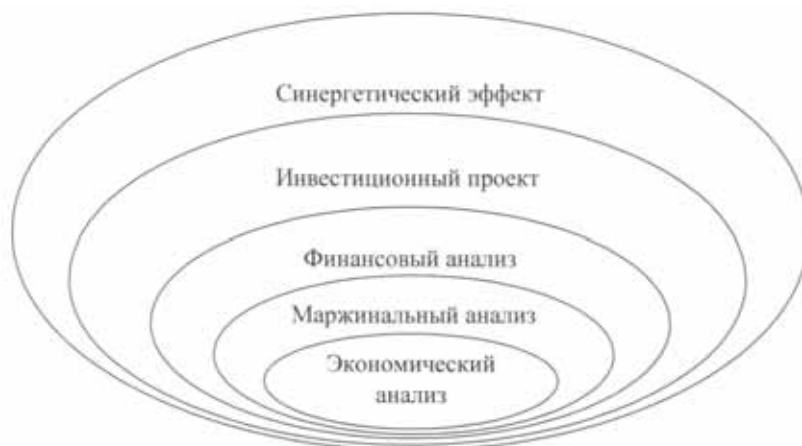 Синергетический эффект
Инвестиционный проект
Финансовый анализ
Маржинальный анализ
Экономический
анализ